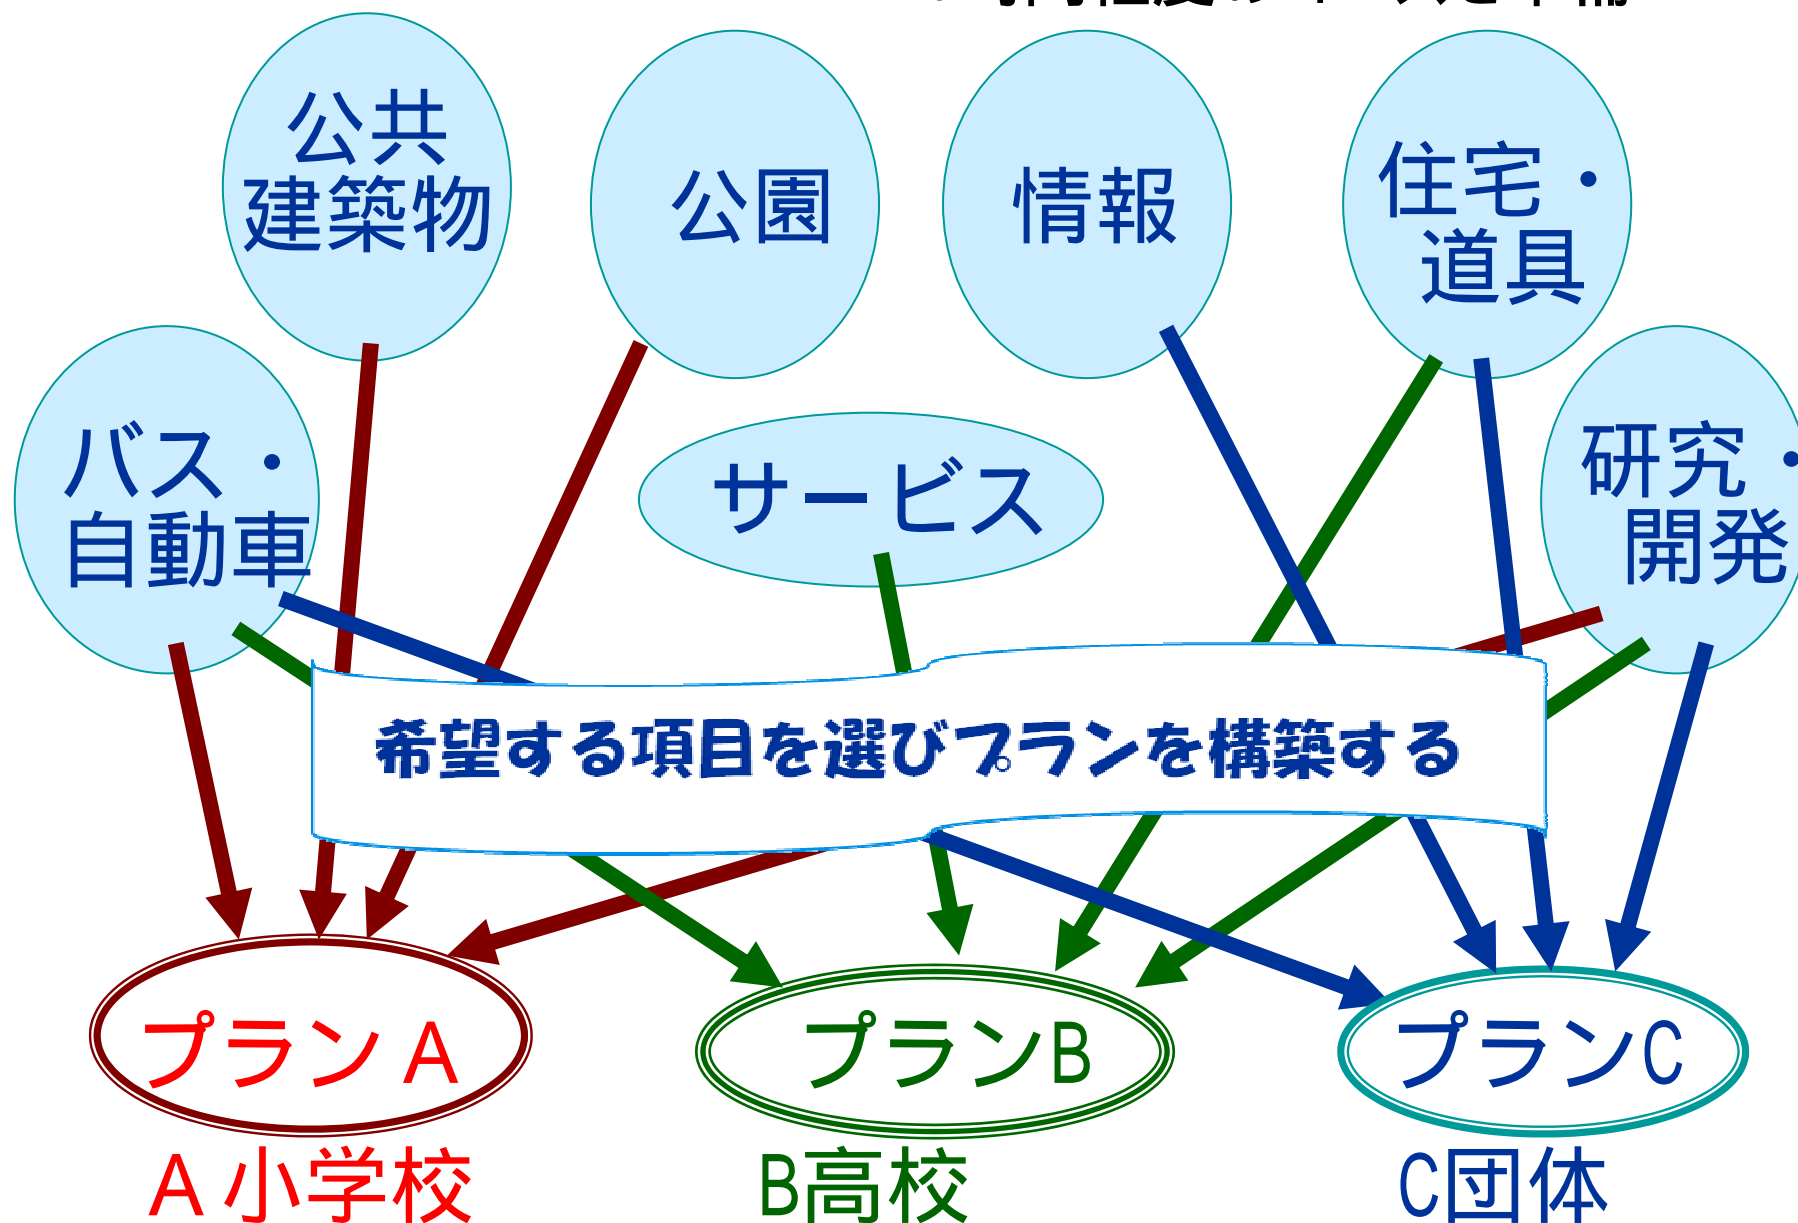 公共
建築物
公園
情報
住宅・
道具
バス・
自動車
サービス
研究・
開発
希望する項目を選びプランを構築する
プランA
プランB
プランC
A小学校
B高校
C団体